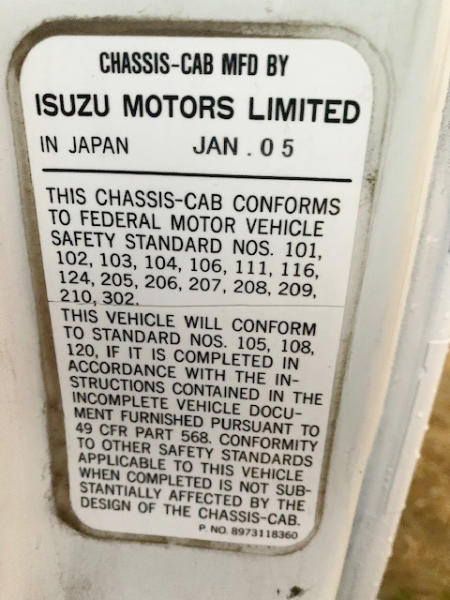 CHASSIS-CAB MFD BY
ISUZU MOTORS LIMITED
IN JAPAN JAN . 05
THIS CHASSIS-CAB CONFORMS
TO FEDERAL MOTOR VEHICLE
SAFETY STANDARD NOS. 101,
102, 103, 104, 106, 111, 116,
124, 205, 206, 207, 208, 209,
210, 302.
THIS VEHICLE WILL CONFORM
TO STANDARD NOS. 105, 108,
120, IF IT IS COMPLETED IN
ACCORDANCE WITH THE IN-
STRUCTIONS CONTAINED IN THE
INCOMPLETE VEHICLE DOCU-
MENT FURNISHED PURSUANT TO
49 CFR PART 568. CONFORMITY
TO OTHER SAFETY STANDARDS
APPLICABLE TO THIS VEHICLE
WHEN COMPLETED IS NOT SUB-
STANTIALLY AFFECTED BY THE
DESIGN OF THE CHASSIS-CAB.
P. NO. 8973118360